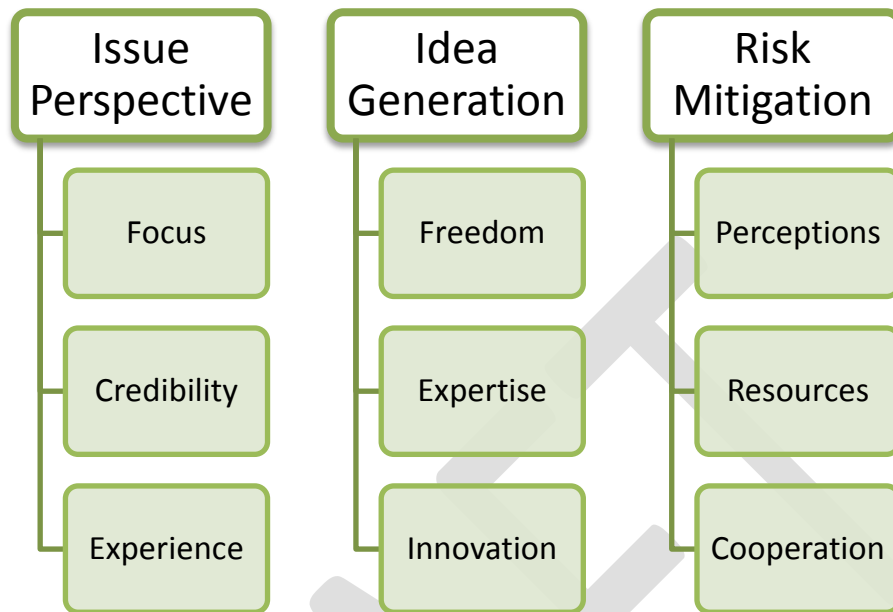 Issue
Perspective
Focus
Credibility
Experience
Idea
Generation
Freedom
Expertise
Innovation
Risk
Mitigation
Perceptions
Resources
Cooperation